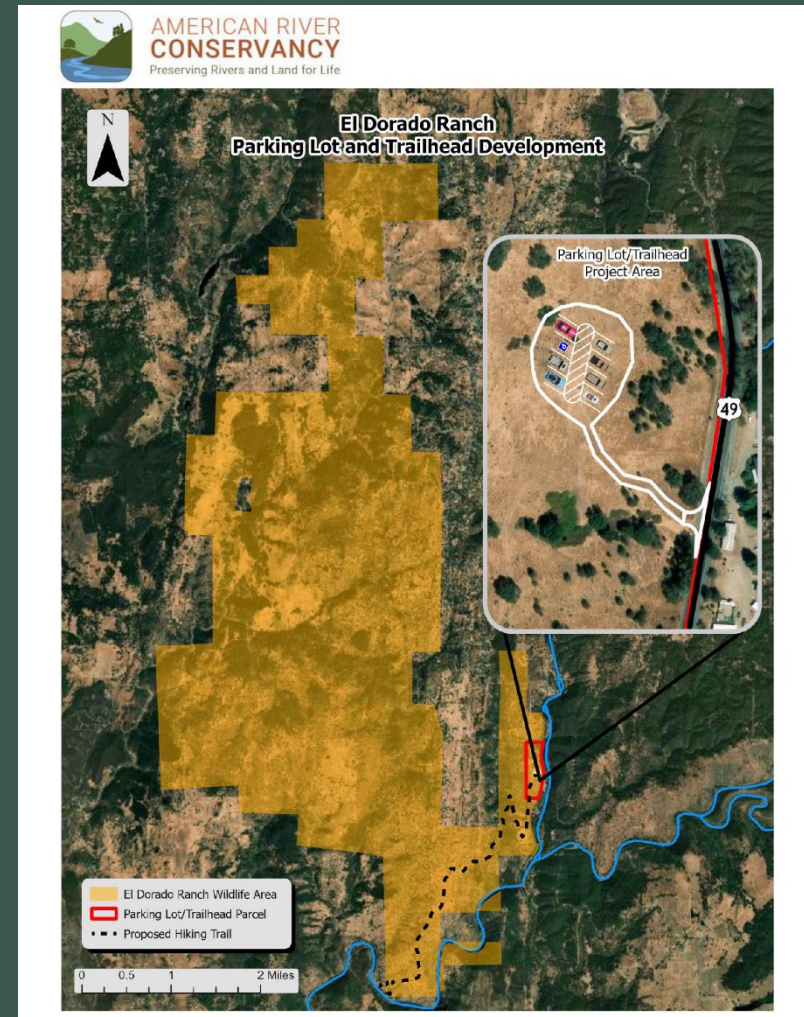 AMERICAN RIVER
CONSERVANCY
Preserving Rivers and Land for Life
N
El Dorado Ranch
Parking Lot and Trailhead Development
Parking Lot/Trailhead
Project Area
49
El Dorado Ranch Wildlife Area
Parking Lot/Trailhead Parcel
Proposed Hiking Trail
0 0.5 1 2 Miles